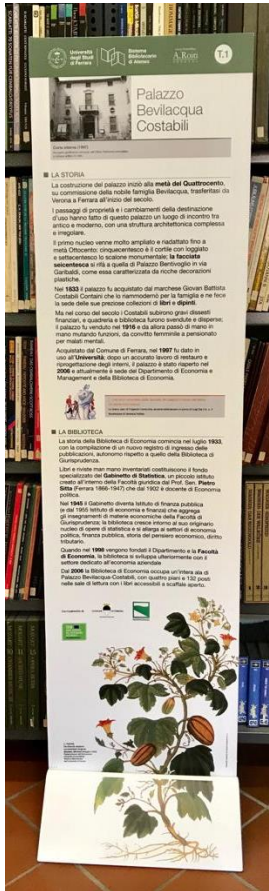 Università
degli Studi
di Ferrara
Sistema
Bibliotecario
di Ateneo
T.1
Palazzo
Bevilacqua
Costabili
LA STORIA
La costruzione del palazzo iniziò alla metà del Quattrocento,
su commissione della nobile famiglia Bevilacqua, trasferitasi da
Verona a Ferrara all'inizio del secolo.
I passaggi di proprietà e i cambiamenti della destinazione
d'uso hanno fatto di questo palazzo un luogo di incontro tra
antico e moderno, con una struttura architettonica complessa
e irregolare.
Il primo nucleo venne molto ampliato e riadattato fino a
metà Ottocento: cinquecentesco è il cortile con loggiato
e settecentesco lo scalone monumentale; la facciata
seicentesca si rifà a quella di Palazzo Bentivoglio in via
Garibaldi, come essa caratterizzata da ricche decorazioni
plastiche.
Nel 1833 il palazzo fu acquistato dal marchese Giovan Battista
Costabili Containi che lo rammodernò per la famiglia e ne fece
la sede delle sue preziose collezioni di libri e dipinti.
Ma nel corso del secolo i Costabili subirono gravi dissesti
finanziari, e quadreria e biblioteca furono svendute e disperse;
il palazzo fu venduto nel 1916 e da allora passò di mano in
mano mutando funzioni, da convitto femminile a pensionato
per malati mentali.
Acquistato dal Comune di Ferrara, nel 1997 fu dato in
uso all'Università: dopo un accurato lavoro di restauro e
riprogettazione degli interni, il palazzo è stato riaperto nel
2006 e attualmente è sede del Dipartimento di Economia e
Management e della Biblioteca di Economia.
LA BIBLIOTECA
La storia della Biblioteca di Economia comincia nel luglio 1933,
con la compilazione di un nuovo registro di ingresso delle
pubblicazioni, autonomo rispetto a quello della Biblioteca di
Giurisprudenza.
Libri e riviste man mano inventariati costituiscono il fondo
specializzato del Gabinetto di Statistica, un piccolo istituto
creato all'interno della Facoltà giuridica dal Prof. Sen. Pietro
Sitta (Ferrara 1866-1947) che dal 1902 è docente di Economia
politica.
Nel 1945 il Gabinetto diventa Istituto di finanza pubblica
(e dal 1955 Istituto di economia e finanza) che aggrega
gli insegnamenti di materie economiche della Facoltà di
Giurisprudenza; la biblioteca cresce intorno al suo originario
nucleo di opere di statistica e si allarga ai settori di economia
politica, finanza pubblica, storia del pensiero economico, diritto
tributario.
Quando nel 1998 vengono fondati il Dipartimento e la Facoltà
di Economia, la biblioteca si sviluppa ulteriormente con il
settore dedicato all'economia aziendale
Dal 2006 la Biblioteca di Economia occupa un'intera ala di
Palazzo Bevilacqua-Costabili, con quattro piani e 132 posti
nelle sale di lettura con i libri accessibili a scaffale aperto.